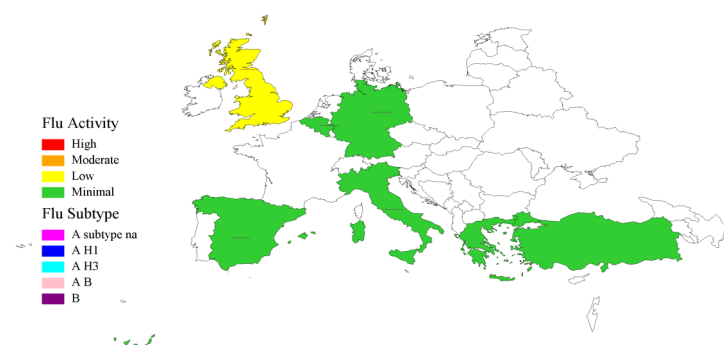 Flu Activity
High
Moderate
Low
Minimal
Flu Subtype
A subtype na
A H1
A H3
A B
B